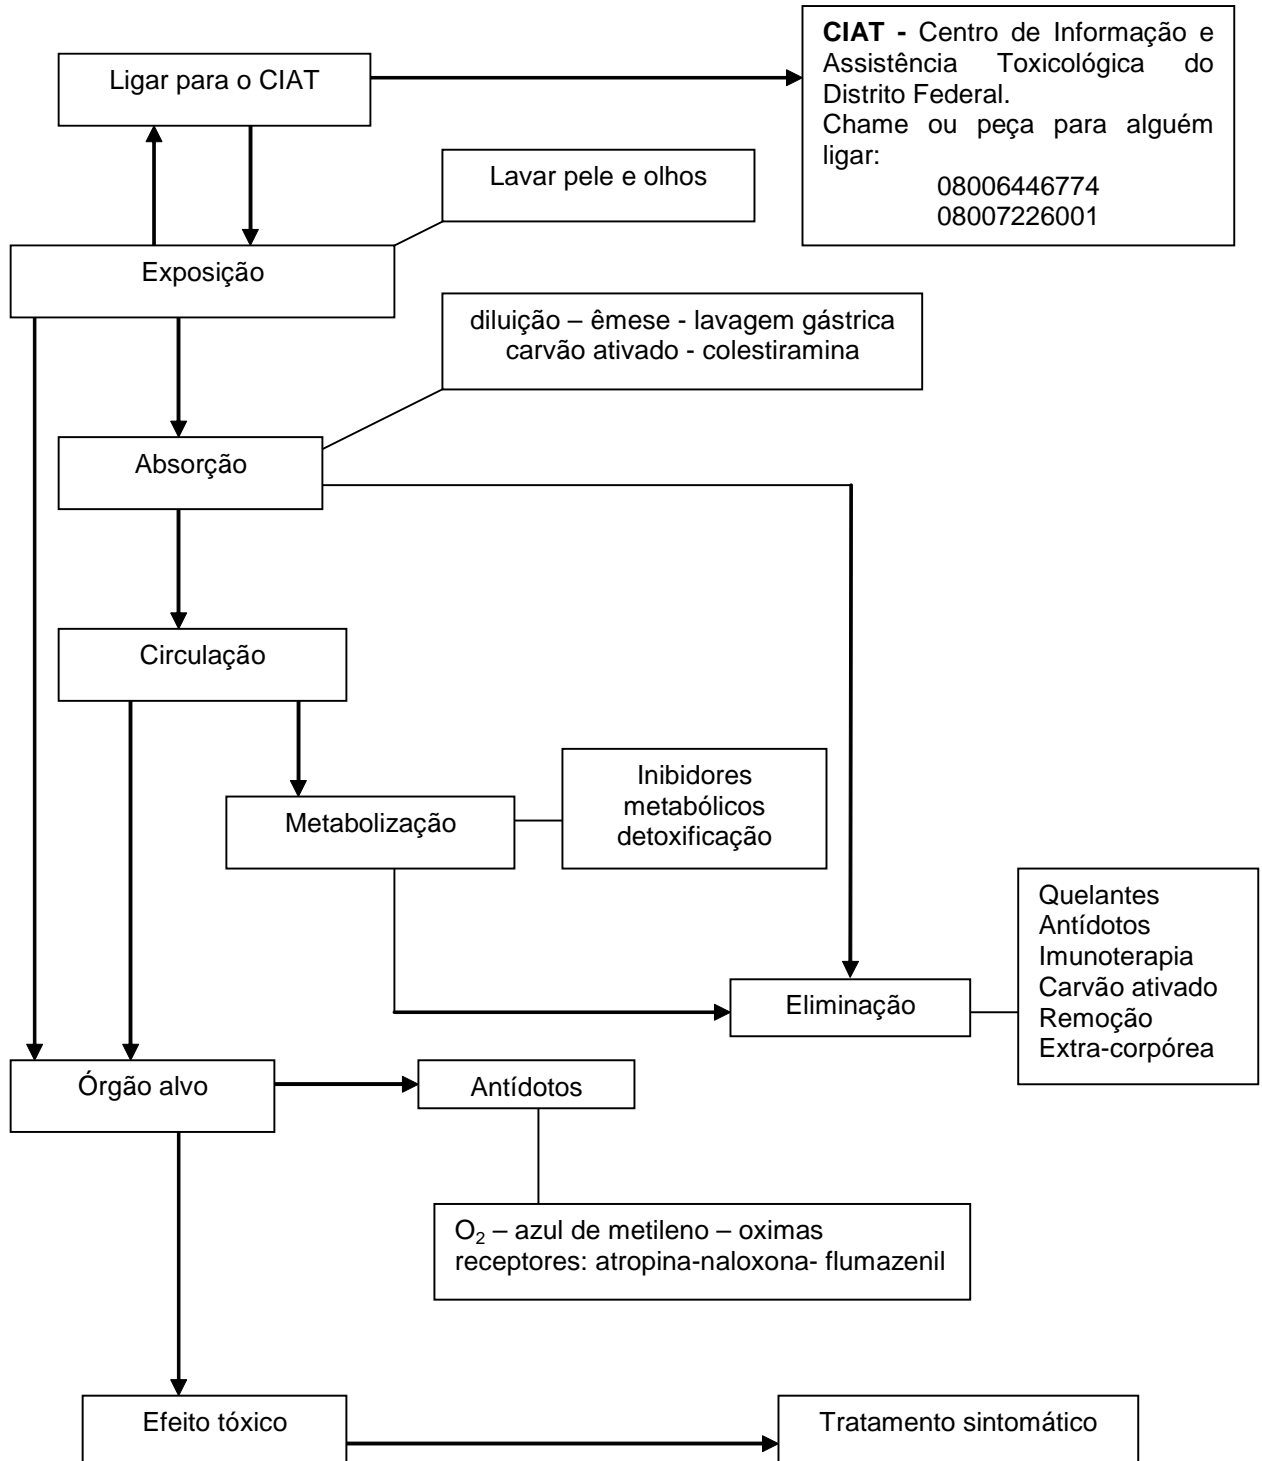 CIAT - Centro de Informação e
Assistência Toxicológica do
Distrito Federal.
Chame ou peça para alguém
ligar:
08006446774
08007226001
Ligar para o CIAT
Lavar pele e olhos
Exposição
diluição – êmese - lavagem gástrica
carvão ativado - colestiramina
Absorção
Circulação
Inibidores
metabólicos
detoxificação
Metabolização
Quelantes
Antídotos
Imunoterapia
Carvão ativado
Remoção
Extra-corpórea
Eliminação
Órgão alvo
Antídotos
O₂ – azul de metileno – oximas
receptores: atropina-naloxona- flumazenil
Efeito tóxico
Tratamento sintomático